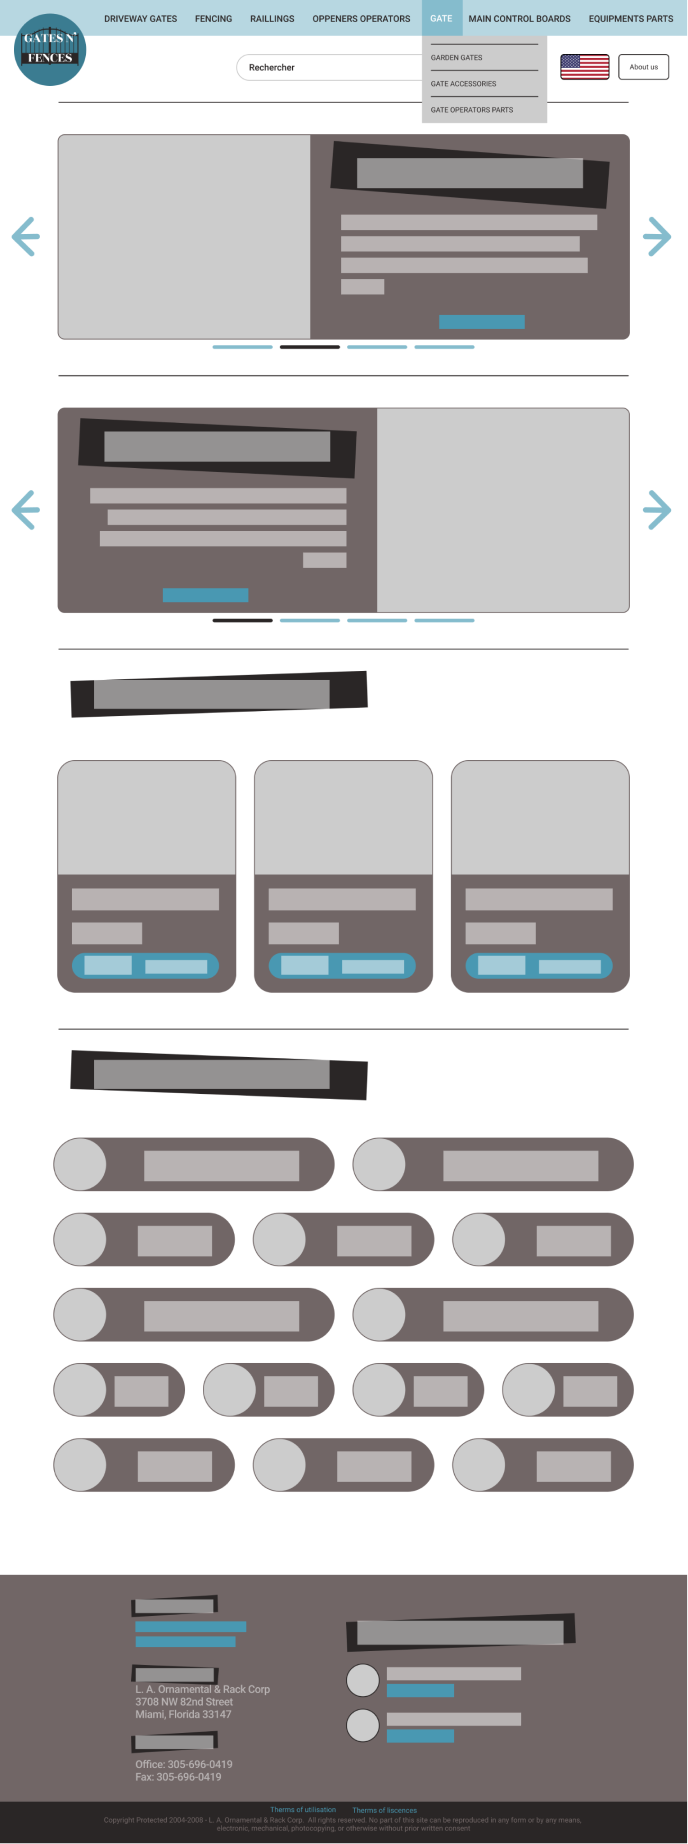 DRIVEWAY GATES FENCING RAILLINGS OPPENERS OPERATORS GATE MAIN CONTROL BOARDS EQUIPMENTS PARTS
GATES N'
FENCES
Rechercher
GARDEN GATES
GATE ACCESSORIES
GATE OPERATORS PARTS
About us
L. A. Ornamental & Rack Corp
3708 NW 82nd Street
Miami, Florida 33147
Office: 305-696-0419
Fax: 305-696-0419
Therms of utilisation Therms of liscences
Copyright Protected 2004-2008 - L. A. Ornamental & Rack Corp. All rights reserved. No part of this site can be reproduced in any form or by any means,
electronic, mechanical, photocopying, or otherwise without prior written consent